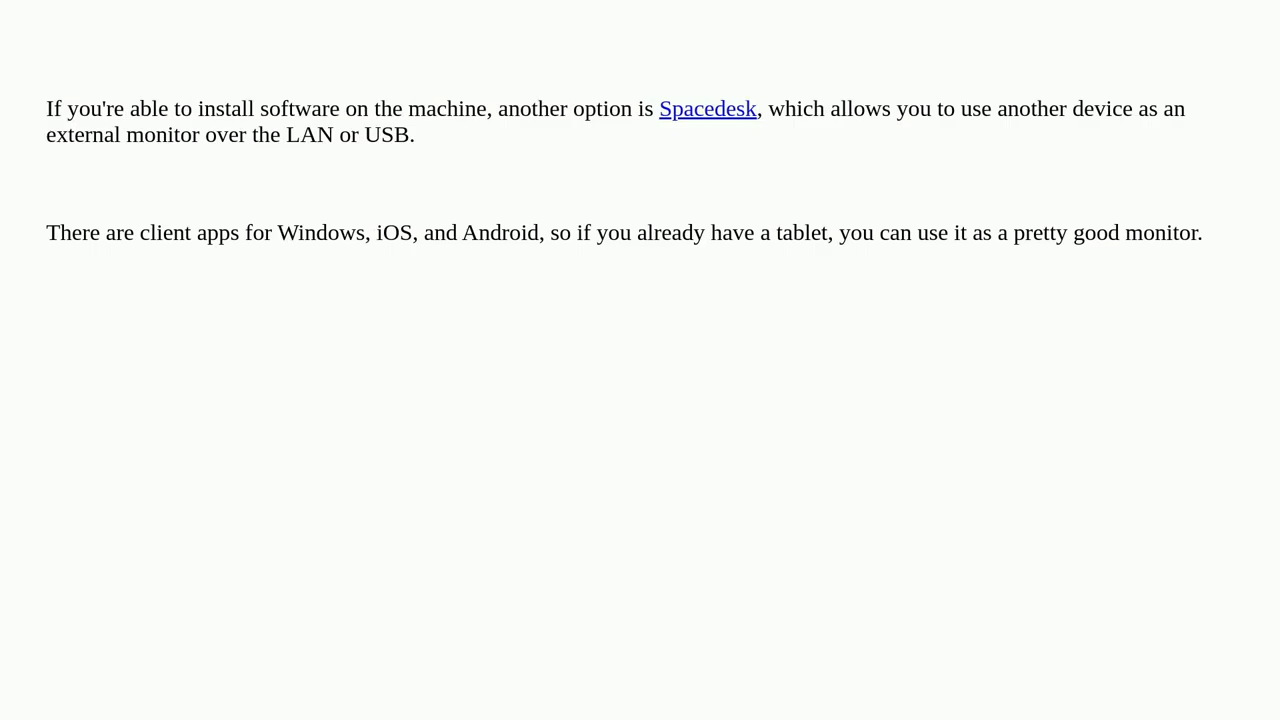 If you're able to install software on the machine, another option is Spacedesk, which allows you to use another device as an
external monitor over the LAN or USB.
There are client apps for Windows, iOS, and Android, so if you already have a tablet, you can use it as a pretty good monitor.